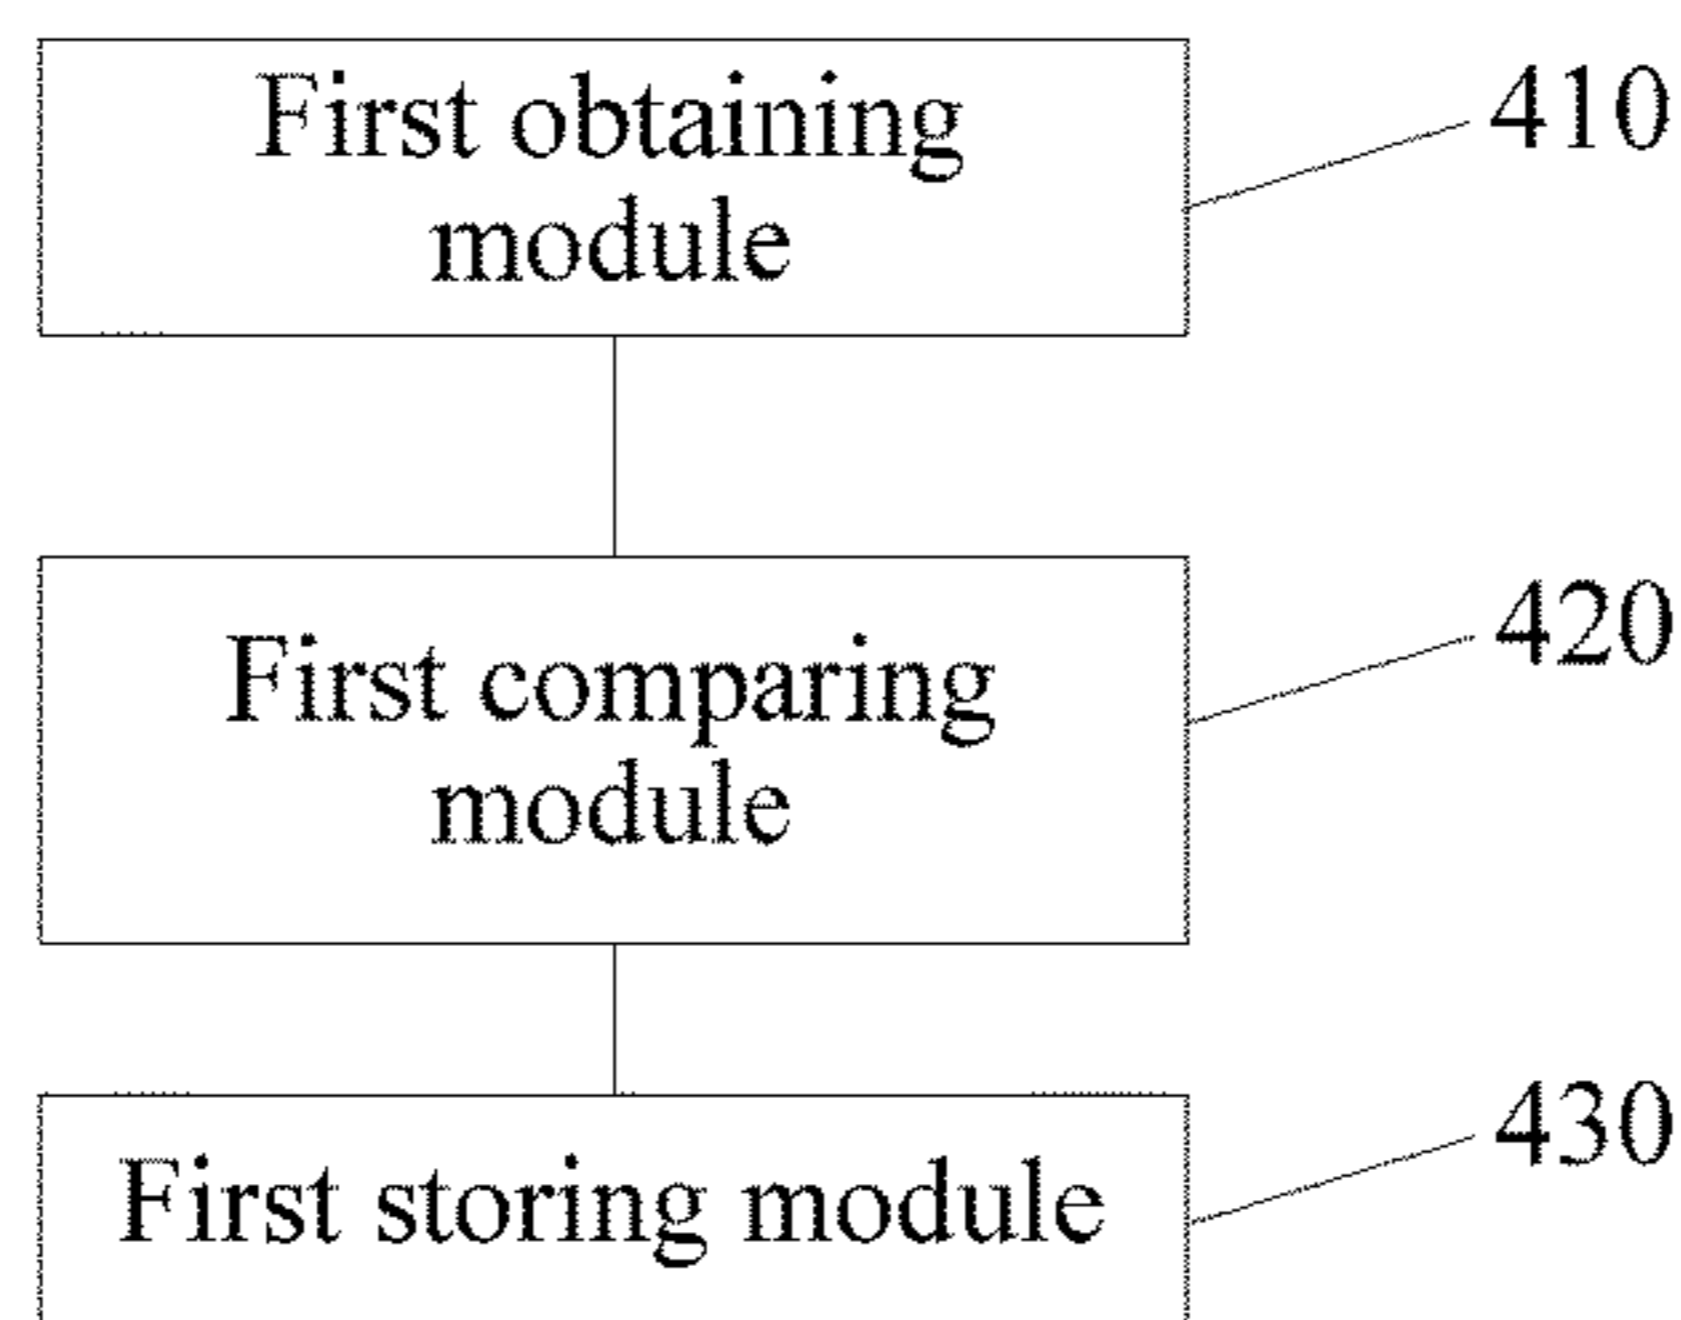 First obtaining
module
410
First comparing
module
420
First storing module
430